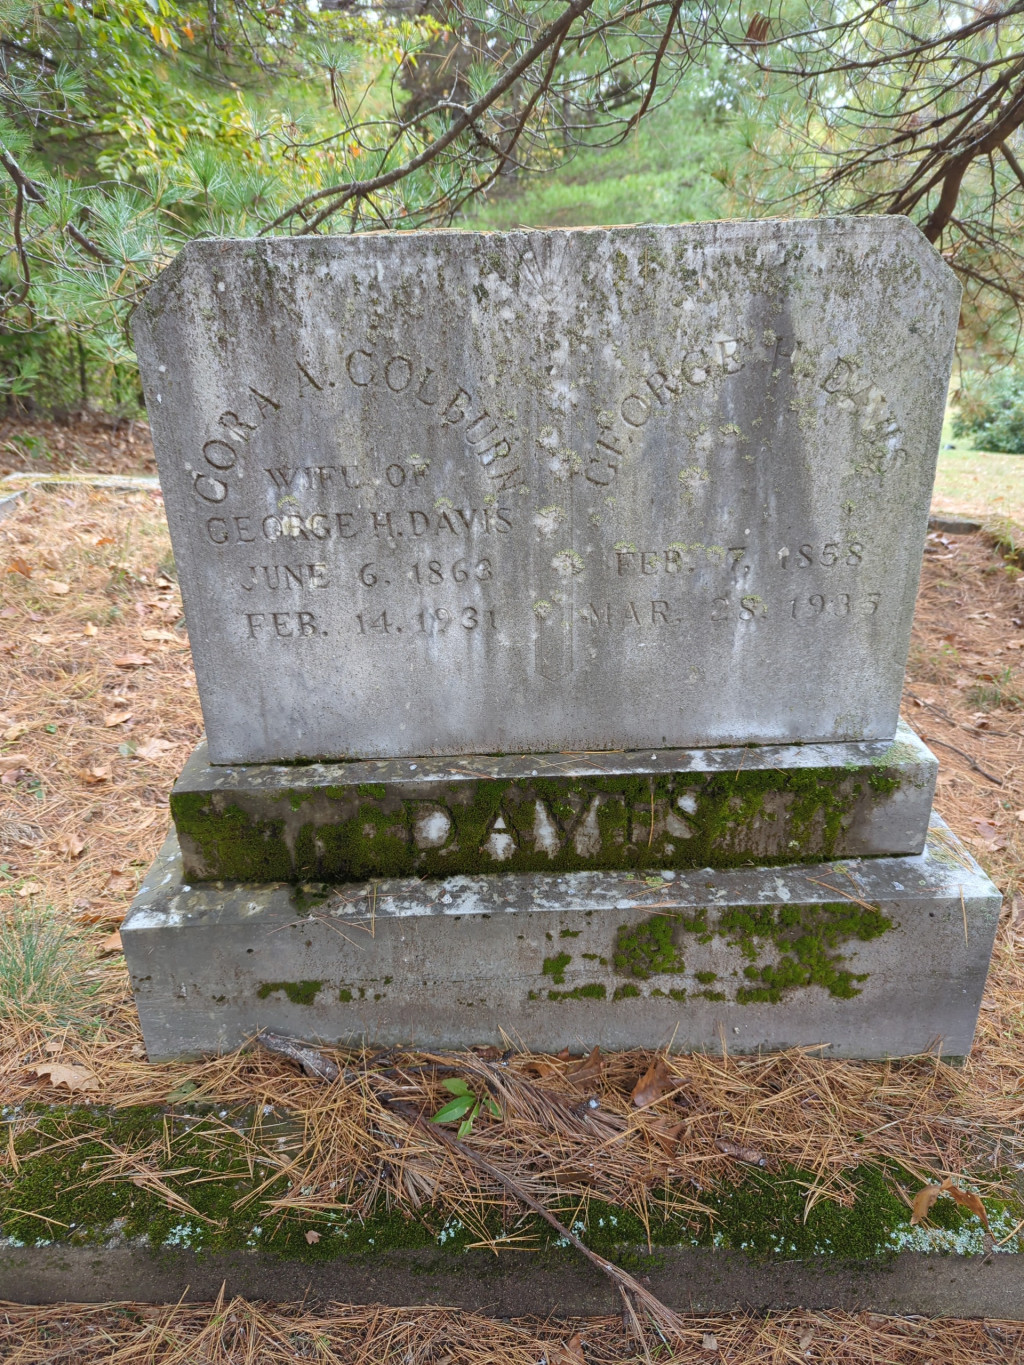 CORA A. COLBURN
WIFE OF
GEORGE H. DAVIS
JUNE 6, 1863
FEB. 14, 1931
GEORGE H. DAVIS
FEB. 7, 1858
MAR. 28,
DAVIS